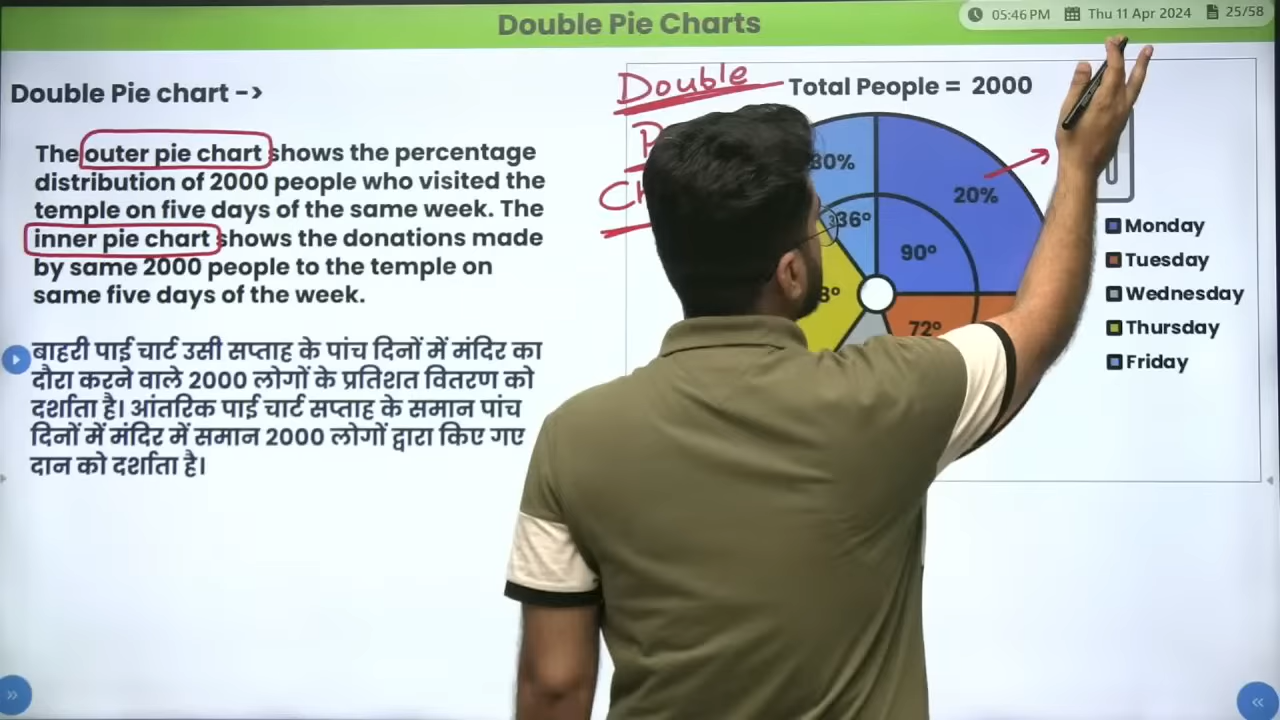 Double Pie Charts
05:46 PM Thu 11 Apr 2024 25/58
Double Pie chart ->
The outer pie chart shows the percentage
distribution of 2000 people who visited the
temple on five days of the same week. The
inner pie chart shows the donations made
by same 2000 people to the temple on
same five days of the week.
बाहरी पाई चार्ट उसी सप्ताह के पांच दिनों में मंदिर का
दौरा करने वाले 2000 लोगों के प्रतिशत वितरण को
दर्शाता है। आंतरिक पाई चार्ट सप्ताह के समान पांच
दिनों में मंदिर में समान 2000 लोगों द्वारा किए गए
दान को दर्शाता है।
Double
Total People = 2000
30%
20%
36º
90º
72º
Monday
Tuesday
Wednesday
Thursday
Friday